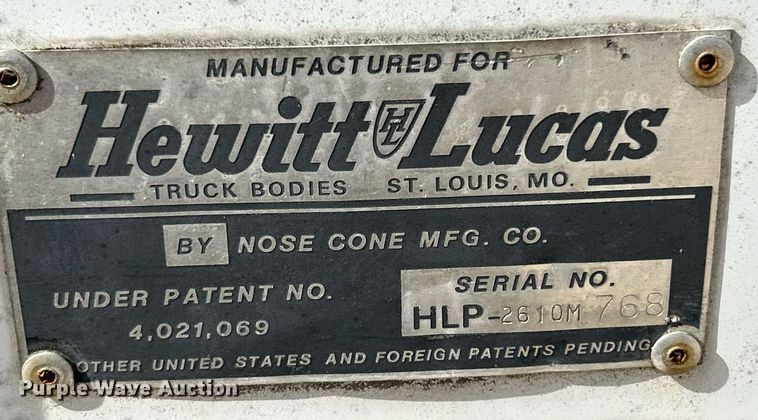 MANUFACTURED FOR
Hewitt HL Lucas
TRUCK BODIES ST. LOUIS, MO.
BY NOSE CONE MFG. CO.
UNDER PATENT NO.
4,021,069
SERIAL NO.
HLP-2610M 768
OTHER UNITED STATES AND FOREIGN PATENTS PENDING
Purple Wave Auction